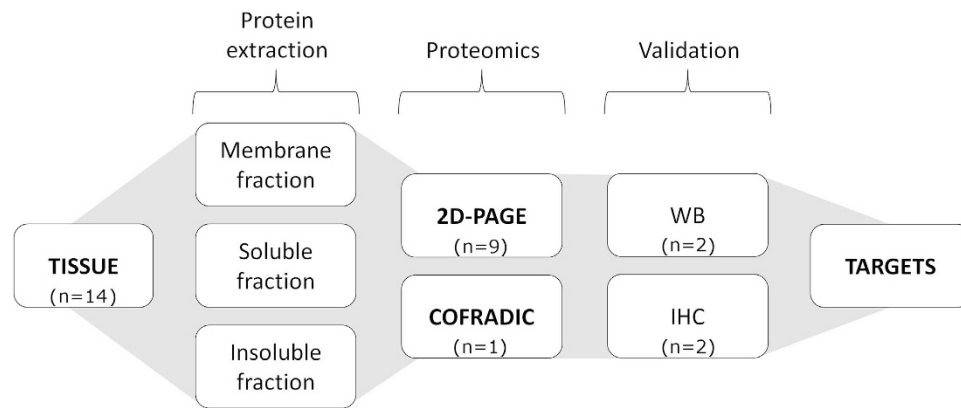 Protein
extraction
Proteomics
Validation
Membrane
fraction
Soluble
fraction
Insoluble
fraction
TISSUE
(n=14)
2D-PAGE
(n=9)
COFRADIC
(n=1)
WB
(n=2)
IHC
(n=2)
TARGETS